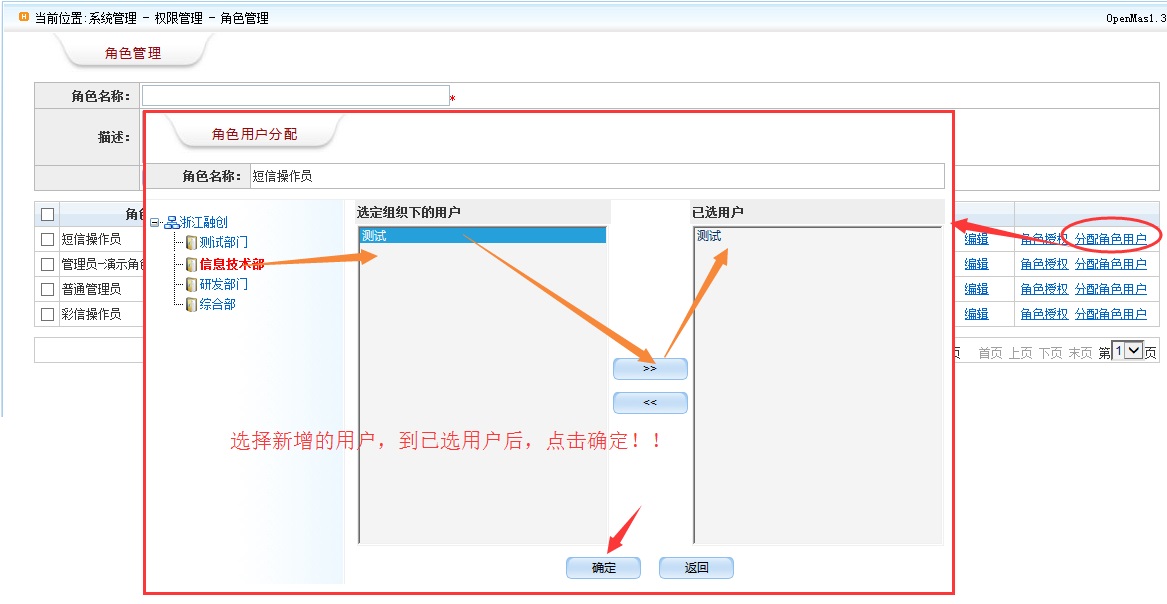 当前位置:系统管理 - 权限管理 - 角色管理
OpenMas1.3
角色管理
角色名称:
*
描述:
角色用户分配
角色名称: 短信操作员
选定组织下的用户
已选用户
浙江融创
测试部门
信息技术部
研发部门
综合部
测试
测试
>>
<<
选择新增的用户，到已选用户后，点击确定！！
确定
返回
短信操作员
编辑 角色授权 分配角色用户
管理员-演示角
编辑 角色授权 分配角色用户
普通管理员
编辑 角色授权 分配角色用户
彩信操作员
编辑 角色授权 分配角色用户
页 首页 上页 下页 末页 第 1 页